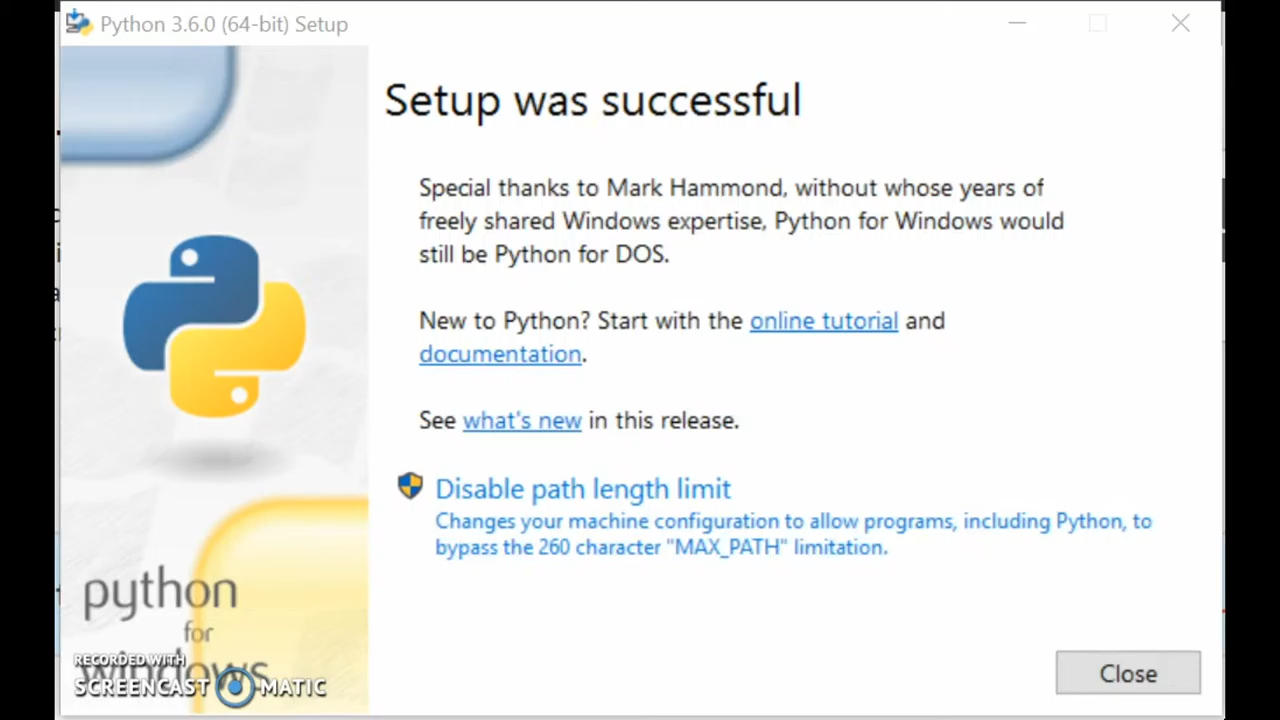 Python 3.6.0 (64-bit) Setup
Setup was successful
Special thanks to Mark Hammond, without whose years of
freely shared Windows expertise, Python for Windows would
still be Python for DOS.
New to Python? Start with the online tutorial and
documentation.
See what's new in this release.
Disable path length limit
Changes your machine configuration to allow programs, including Python, to
bypass the 260 character "MAX_PATH" limitation.
python
for
windows
RECORDED WITH
SCREENCAST MATIC
Close